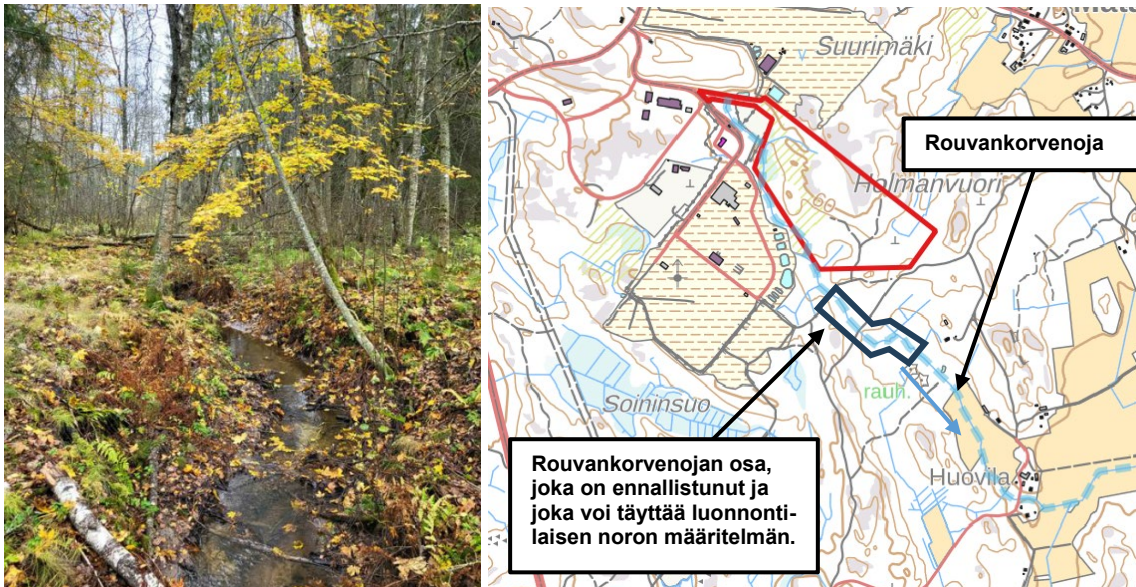 Suurimäki
Rouvankorvenoja
Holmanvuori
60
rauh.
Soininsuo
Rouvankorvenojan osa,
joka on ennallistunut ja
joka voi täyttää luonnonti-
laisen noron määritelmän.
Huovila